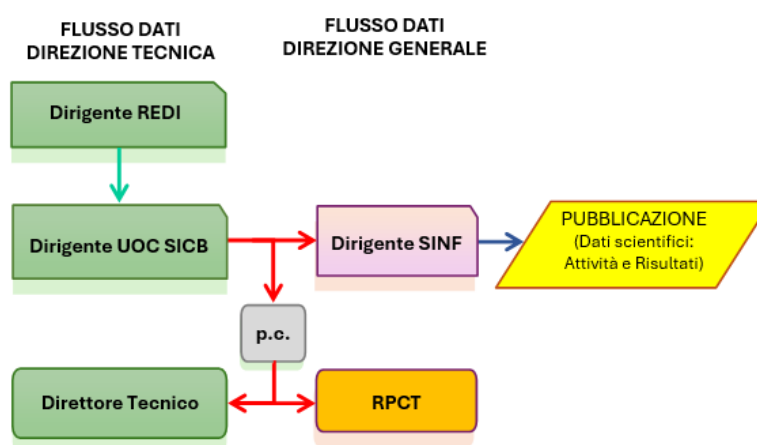 FLUSSO DATI
DIREZIONE TECNICA
FLUSSO DATI
DIREZIONE GENERALE
Dirigente REDI
Dirigente UOC SICB
Dirigente SINF
PUBBLICAZIONE
(Dati scientifici:
Attività e Risultati)
p.c.
Direttore Tecnico
RPCT